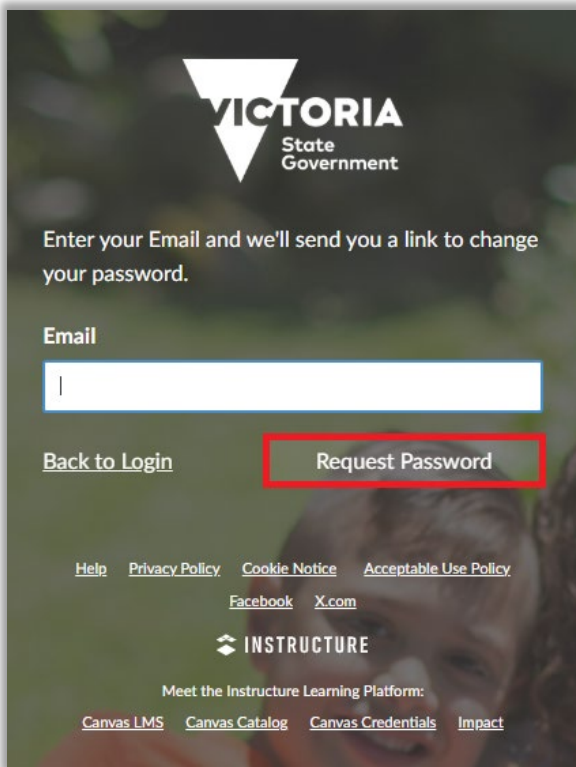 VICTORIA
State
Government
Enter your Email and we'll send you a link to change
your password.
Email
Back to Login Request Password
Help Privacy Policy Cookie Notice Acceptable Use Policy
Facebook X.com
INSTRUCTURE
Meet the Instructure Learning Platform:
Canvas LMS Canvas Catalog Canvas Credentials Impact